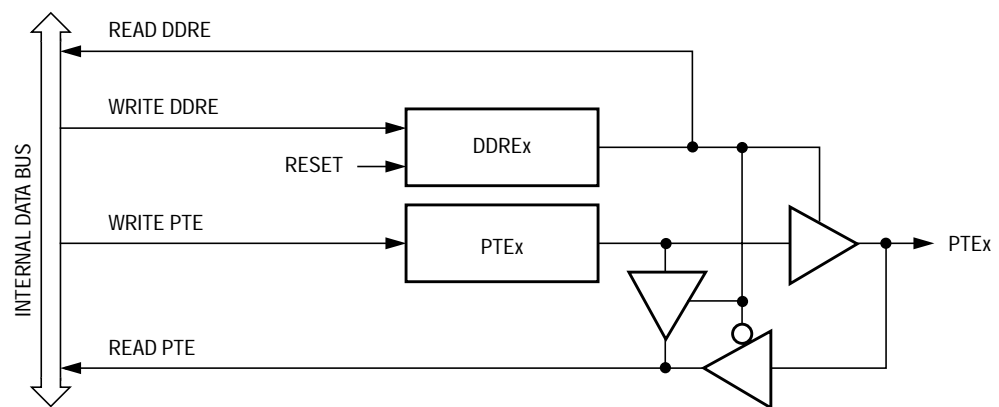 READ DDRE
WRITE DDRE
DDREx
RESET
INTERNAL DATA BUS
WRITE PTE
PTEx
PTEx
READ PTE